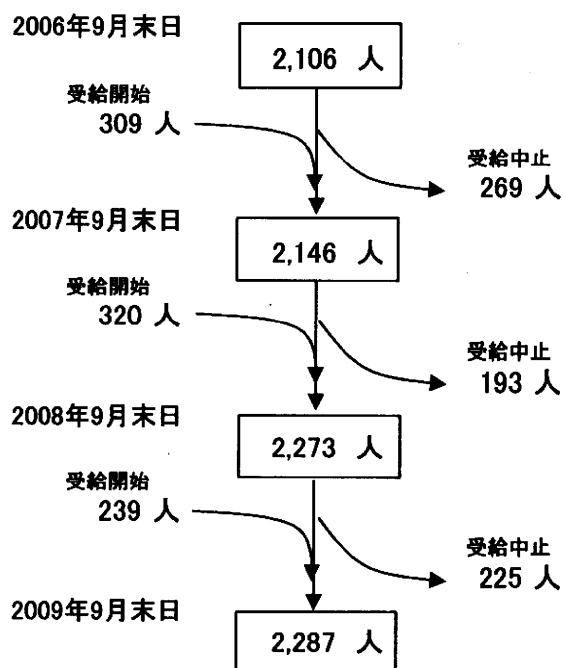 2006年9月末日
2,106 人
受給開始
309 人
受給中止
269 人
2007年9月末日
2,146 人
受給開始
320 人
受給中止
193 人
2008年9月末日
2,273 人
受給開始
239 人
受給中止
225 人
2009年9月末日
2,287 人